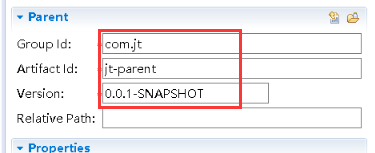 Parent
Group Id: com.jt
Artifact Id: jt-parent
Version: 0.0.1-SNAPSHOT
Relative Path:
Properties